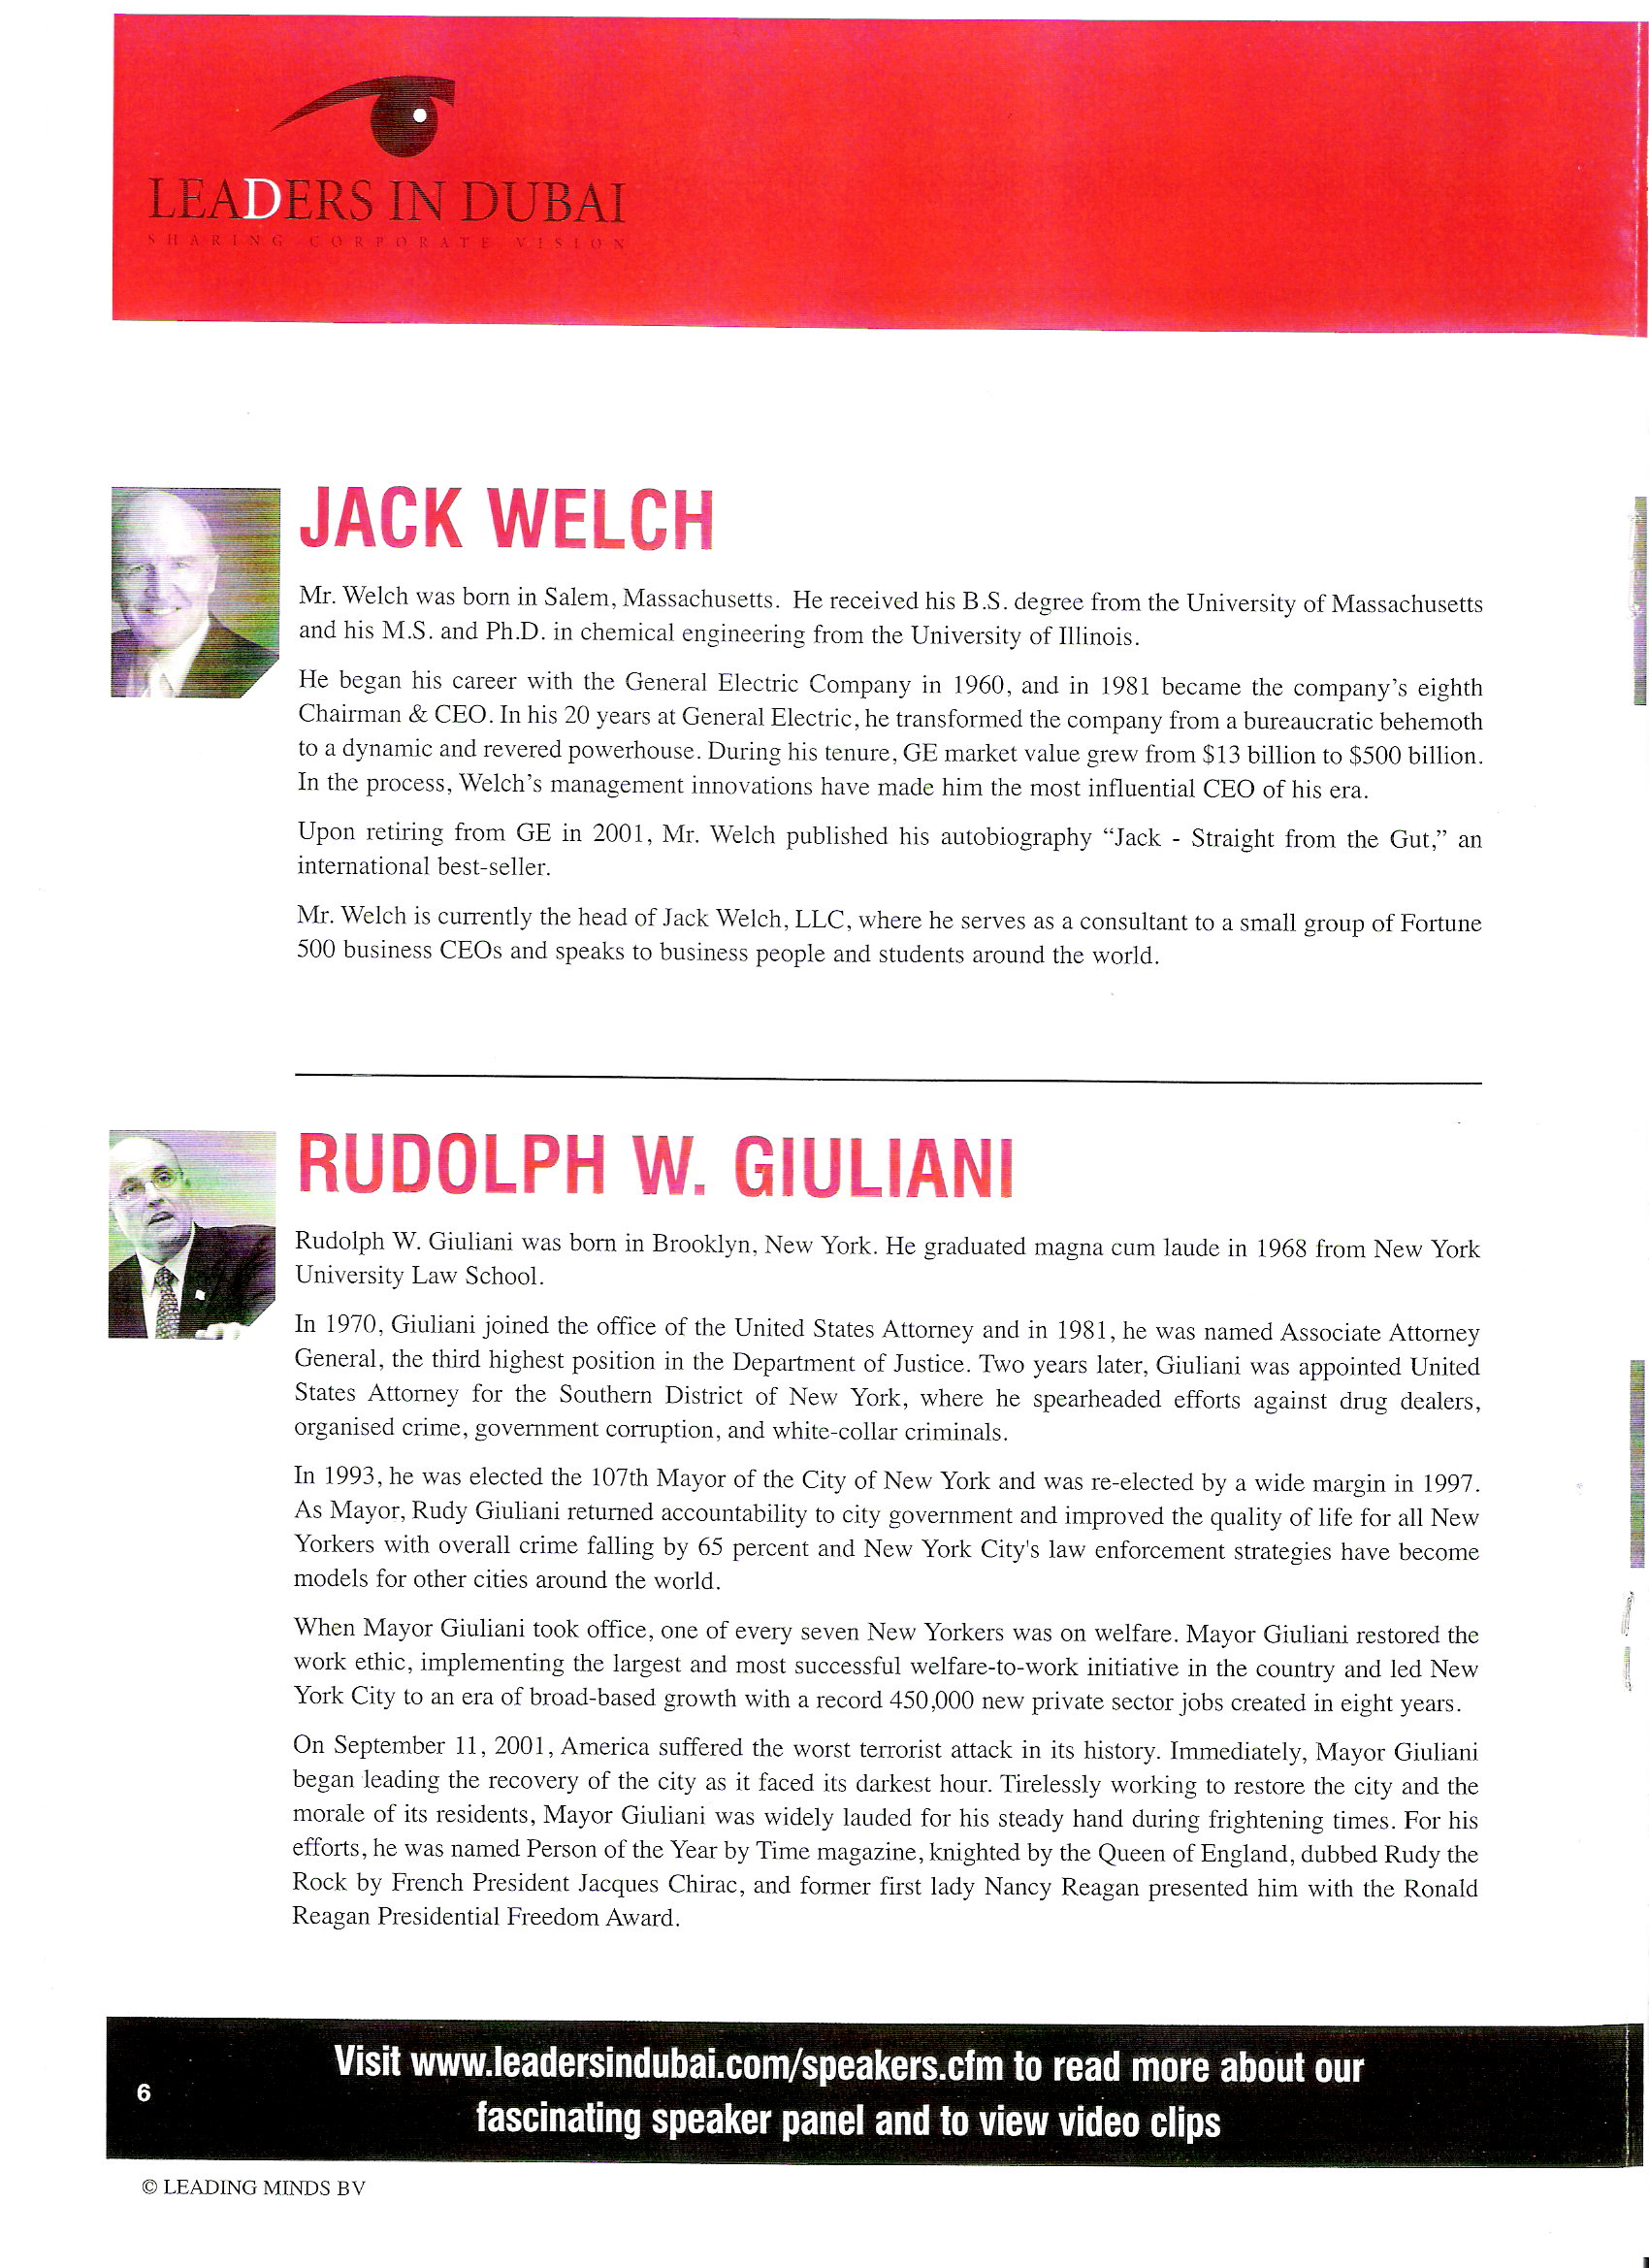 LEADERS IN DUBAI
SHARING CORPORATE VISION
JACK WELCH
Mr. Welch was born in Salem, Massachusetts. He received his B.S. degree from the University of Massachusetts
and his M.S. and Ph.D. in chemical engineering from the University of Illinois.
He began his career with the General Electric Company in 1960, and in 1981 became the company's eighth
Chairman & CEO. In his 20 years at General Electric, he transformed the company from a bureaucratic behemoth
to a dynamic and revered powerhouse. During his tenure, GE market value grew from $13 billion to $500 billion.
In the process, Welch's management innovations have made him the most influential CEO of his era.
Upon retiring from GE in 2001, Mr. Welch published his autobiography “Jack - Straight from the Gut,” an
international best-seller.
Mr. Welch is currently the head of Jack Welch, LLC, where he serves as a consultant to a small group of Fortune
500 business CEOs and speaks to business people and students around the world.
RUDOLPH W. GIULIANI
Rudolph W. Giuliani was born in Brooklyn, New York. He graduated magna cum laude in 1968 from New York
University Law School.
In 1970, Giuliani joined the office of the United States Attorney and in 1981, he was named Associate Attorney
General, the third highest position in the Department of Justice. Two years later, Giuliani was appointed United
States Attorney for the Southern District of New York, where he spearheaded efforts against drug dealers,
organised crime, government corruption, and white-collar criminals.
In 1993, he was elected the 107th Mayor of the City of New York and was re-elected by a wide margin in 1997.
As Mayor, Rudy Giuliani returned accountability to city government and improved the quality of life for all New
Yorkers with overall crime falling by 65 percent and New York City's law enforcement strategies have become
models for other cities around the world.
When Mayor Giuliani took office, one of every seven New Yorkers was on welfare. Mayor Giuliani restored the
work ethic, implementing the largest and most successful welfare-to-work initiative in the country and led New
York City to an era of broad-based growth with a record 450,000 new private sector jobs created in eight years.
On September 11, 2001, America suffered the worst terrorist attack in its history. Immediately, Mayor Giuliani
began leading the recovery of the city as it faced its darkest hour. Tirelessly working to restore the city and the
morale of its residents, Mayor Giuliani was widely lauded for his steady hand during frightening times. For his
efforts, he was named Person of the Year by Time magazine, knighted by the Queen of England, dubbed Rudy the
Rock by French President Jacques Chirac, and former first lady Nancy Reagan presented him with the Ronald
Reagan Presidential Freedom Award.
Visit www.leadersindubai.com/speakers.cfm to read more about our
fascinating speaker panel and to view video clips
6
© LEADING MINDS BV